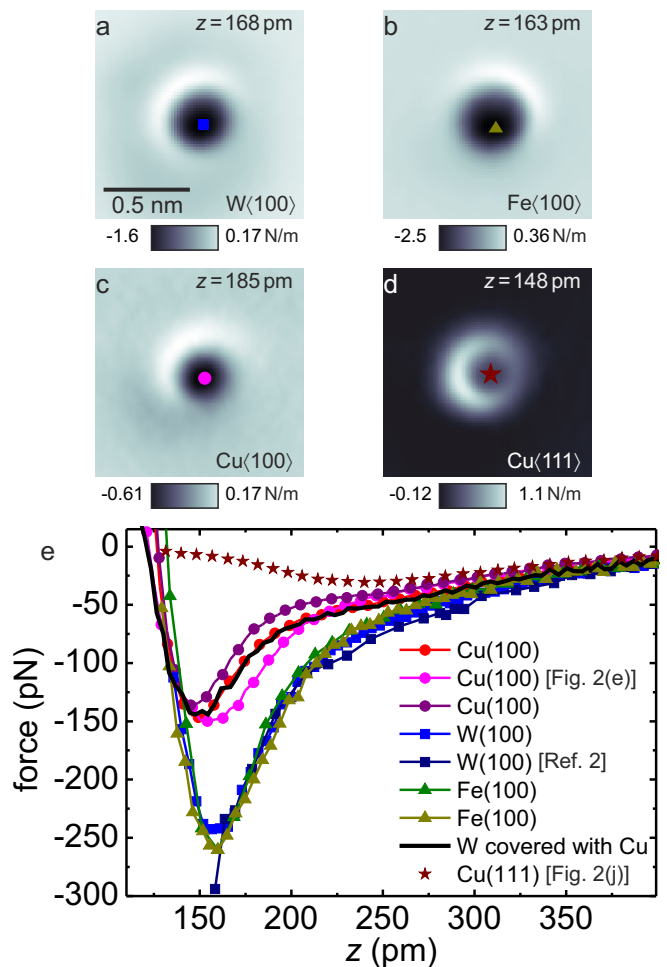 a z = 168 pm
W⟨100⟩
0.5 nm
-1.6 0.17 N/m
b z = 163 pm
Fe⟨100⟩
-2.5 0.36 N/m
c z = 185 pm
Cu⟨100⟩
-0.61 0.17 N/m
d z = 148 pm
Cu⟨111⟩
-0.12 1.1 N/m
e
0
-50
-100
-150
-200
-250
-300
force (pN)
Cu(100)
Cu(100) [Fig. 2(e)]
Cu(100)
W(100)
W(100) [Ref. 2]
Fe(100)
Fe(100)
W covered with Cu
Cu(111) [Fig. 2(j)]
150 200 250 300 350
z (pm)